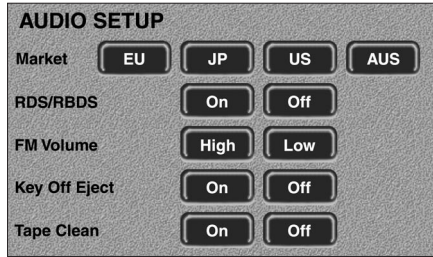 AUDIO SETUP
Market EU JP US AUS
RDS/RBDS On Off
FM Volume High Low
Key Off Eject On Off
Tape Clean On Off